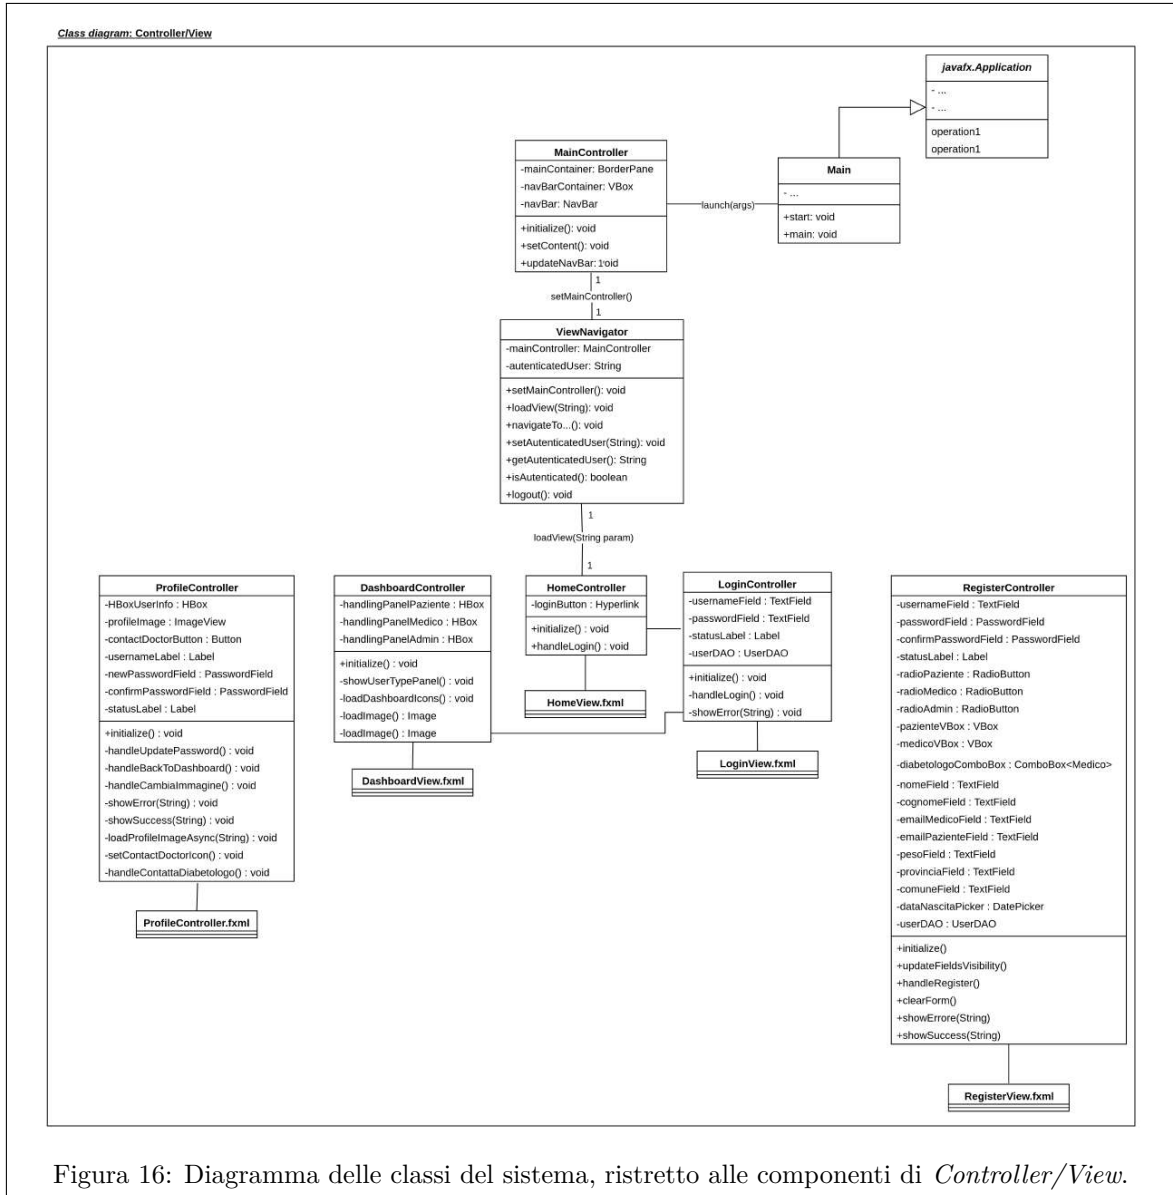 Class diagram: Controller/View
javafx.Application
- ...
- ...
operation1
operation1
MainController
-mainContainer: BorderPane
-navBarContainer: VBox
-navBar: NavBar
+initialize(): void
+setContent(): void
+updateNavBar: 1
launch(args)
Main
- ...
+start: void
+main: void
1
setMainController()
1
ViewNavigator
-mainController: MainController
-autenticatedUser: String
+setMainController(): void
+loadView(String): void
+navigateTo...(): void
+setAutenticatedUser(String): void
+getAutenticatedUser(): String
+isAutenticated(): boolean
+logout(): void
1
loadView(String param)
1
ProfileController
-HBoxUserInfo : HBox
-profileImage : ImageView
-contactDoctorButton : Button
-usernameLabel : Label
-newPasswordField : PasswordField
-confirmPasswordField : PasswordField
-statusLabel : Label
+initialize() : void
-handleUpdatePassword() : void
-handleBackToDashboard() : void
-handleCambiaImmagine() : void
-showError(String) : void
-showSuccess(String) : void
-loadProfileImageAsync(String) : void
-setContactDoctorIcon() : void
-handleContattaDiabetologo() : void
ProfileController.fxml
DashboardController
-handlingPanelPaziente : HBox
-handlingPanelMedico : HBox
-handlingPanelAdmin : HBox
+initialize() : void
-showUserTypePanel() : void
-loadDashboardIcons() : void
-loadImage() : Image
-loadImage() : Image
DashboardView.fxml
HomeController
-loginButton : Hyperlink
+initialize() : void
+handleLogin() : void
HomeView.fxml
LoginController
-usernameField : TextField
-passwordField : TextField
-statusLabel : Label
-userDAO : UserDAO
+initialize() : void
-handleLogin() : void
-showError(String) : void
LoginView.fxml
RegisterController
-usernameField : TextField
-passwordField : PasswordField
-confirmPasswordField : PasswordField
-statusLabel : Label
-radioPaziente : RadioButton
-radioMedico : RadioButton
-radioAdmin : RadioButton
-pazienteVBox : VBox
-medicoVBox : VBox
-diabetologoComboBox : ComboBox<Medico>
-nomeField : TextField
-cognomeField : TextField
-emailMedicoField : TextField
-emailPazienteField : TextField
-pesoField : TextField
-provinciaField : TextField
-comuneField : TextField
-dataNascitaPicker : DatePicker
-userDAO : UserDAO
+initialize()
+updateFieldsVisibility()
+handleRegister()
+clearForm()
+showErrore(String)
+showSuccess(String)
RegisterView.fxml
Figura 16: Diagramma delle classi del sistema, ristretto alle componenti di Controller/View.